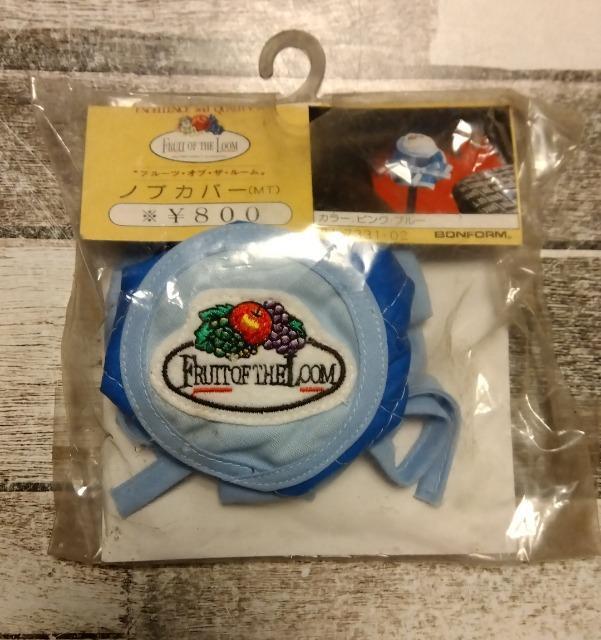 EXCELLENCE and QUALITY
FRUIT OF THE LOOM
"フルーツ・オブ・ザ・ルーム"
ノブカバー(MT)
※¥800
カラー.ピンク.ブルー
7331-02
BONFORM®
FRUIT OF THE LOOM